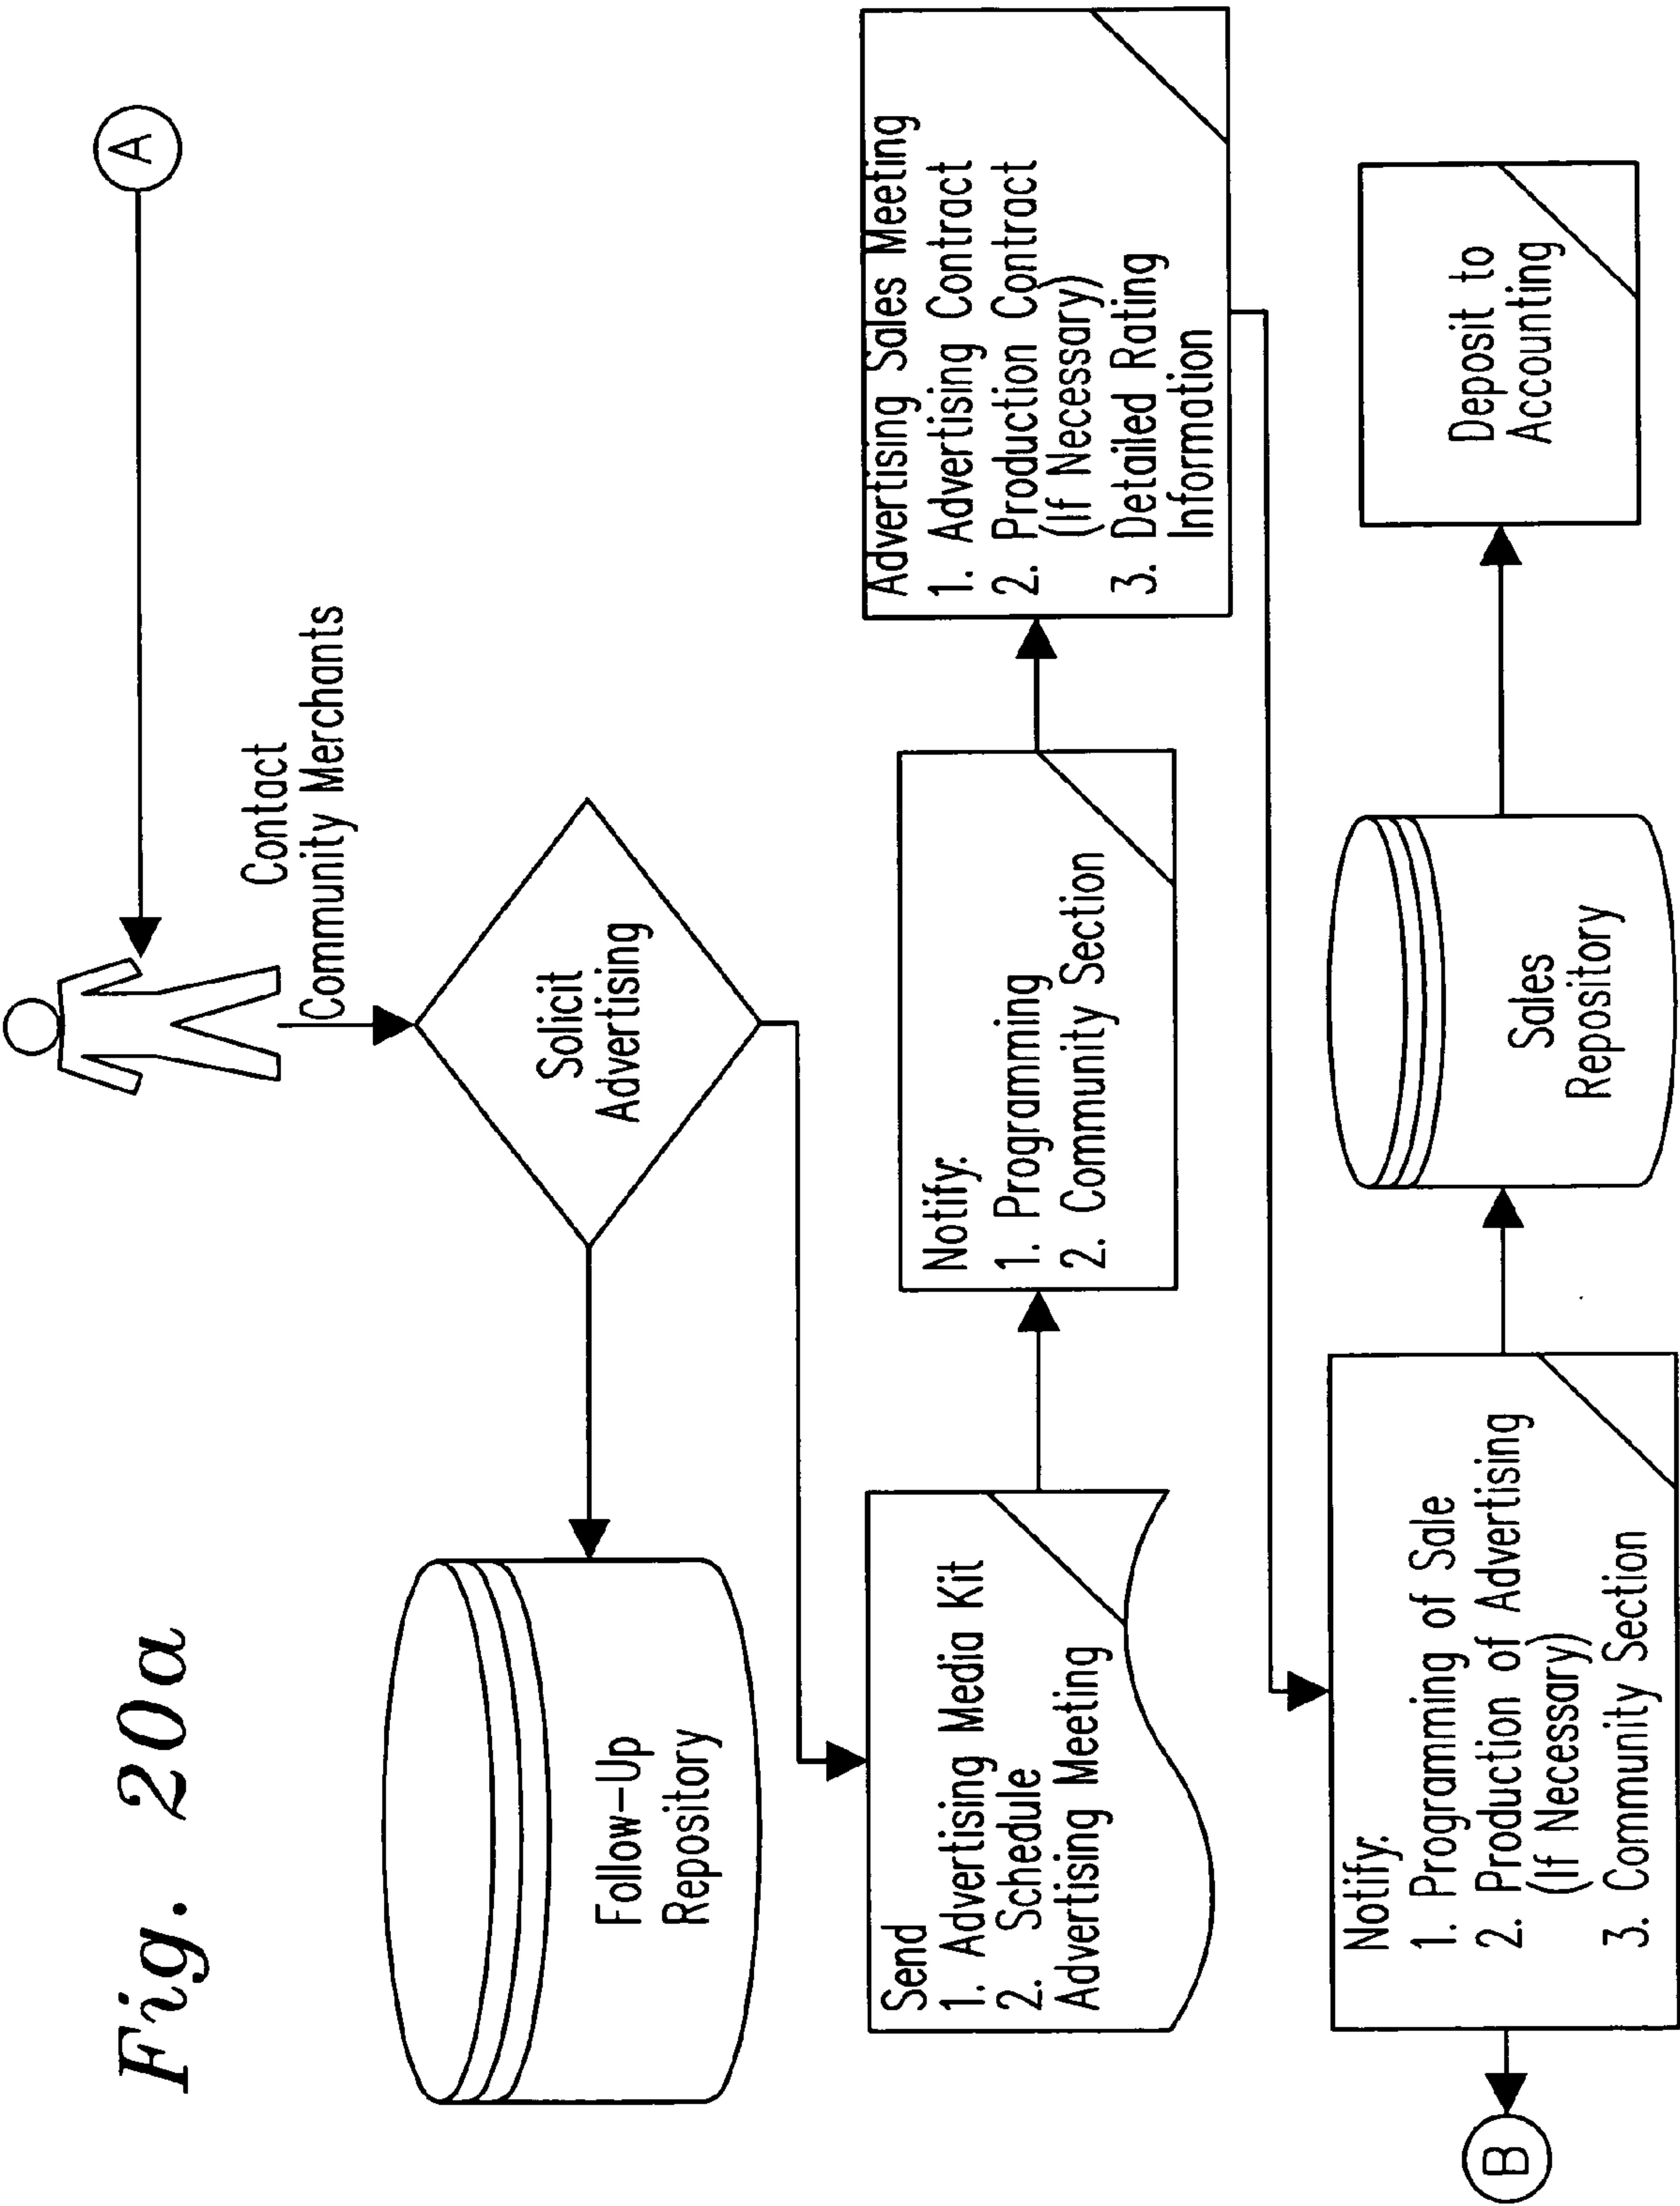 Fig. 20a
A
Contact
Community Merchants
Solicit
Advertising
Follow-Up
Repository
Send
1. Advertising Media Kit
2. Schedule
Advertising Meeting
Notify:
1. Programming
2. Community Section
Advertising Sales Meeting
1. Advertising Contract
2. Production Contract
(If Necessary)
3. Detailed Rating
Information
Notify:
1. Programming of Sale
2. Production of Advertising
(If Necessary)
3. Community Section
B
Sales
Repository
Deposit to
Accounting